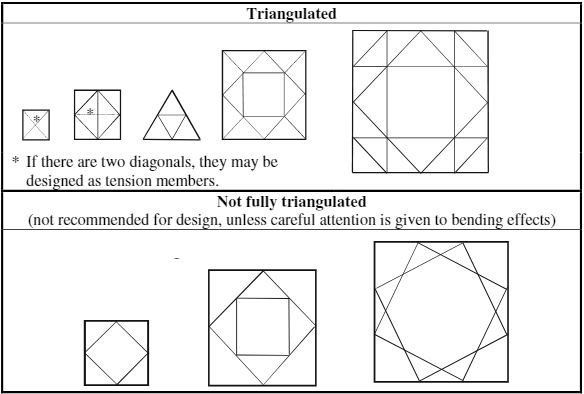 Triangulated
*
*
* If there are two diagonals, they may be
designed as tension members.
Not fully triangulated
(not recommended for design, unless careful attention is given to bending effects)